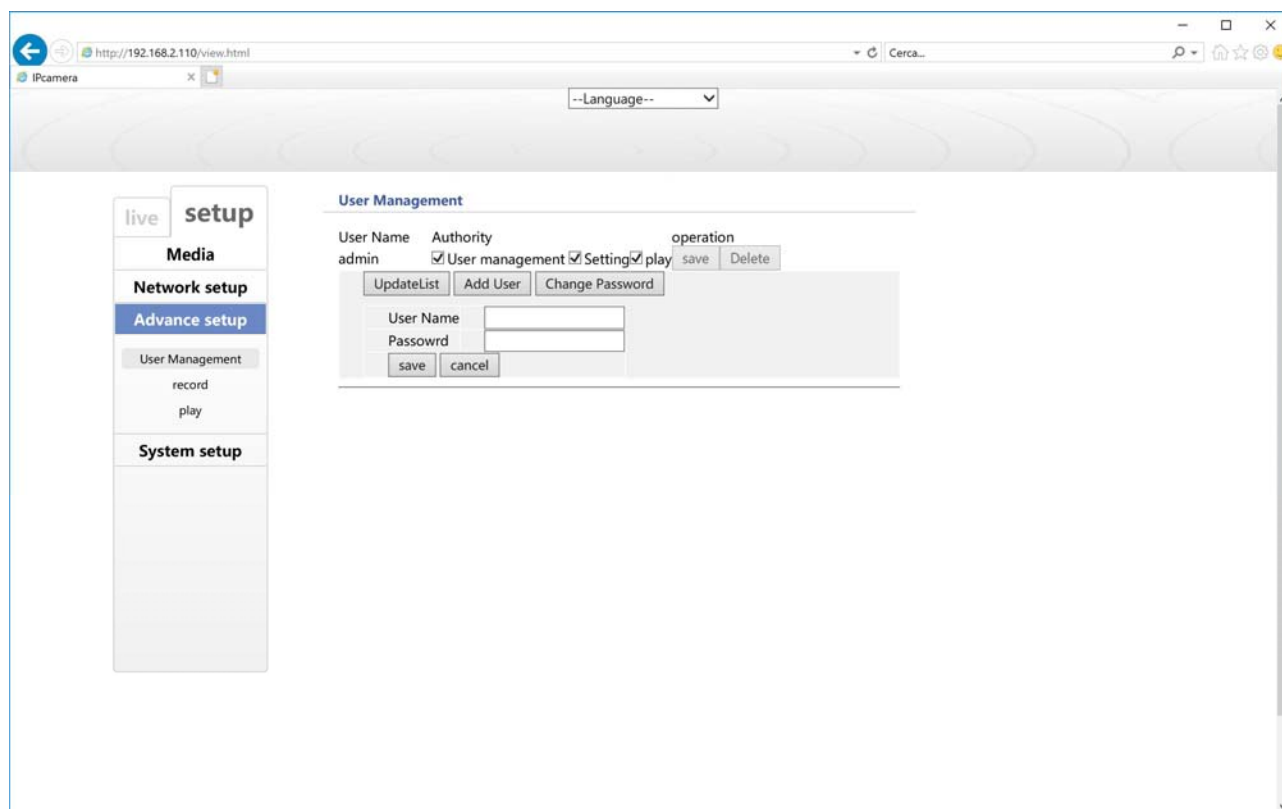 http://192.168.2.110/view.html
Cerca...
IPcamera
--Language--
live
setup
Media
Network setup
Advance setup
User Management
record
play
System setup
User Management
User Name Authority operation
admin User management Setting play save Delete
UpdateList Add User Change Password
User Name
Passowrd
save cancel